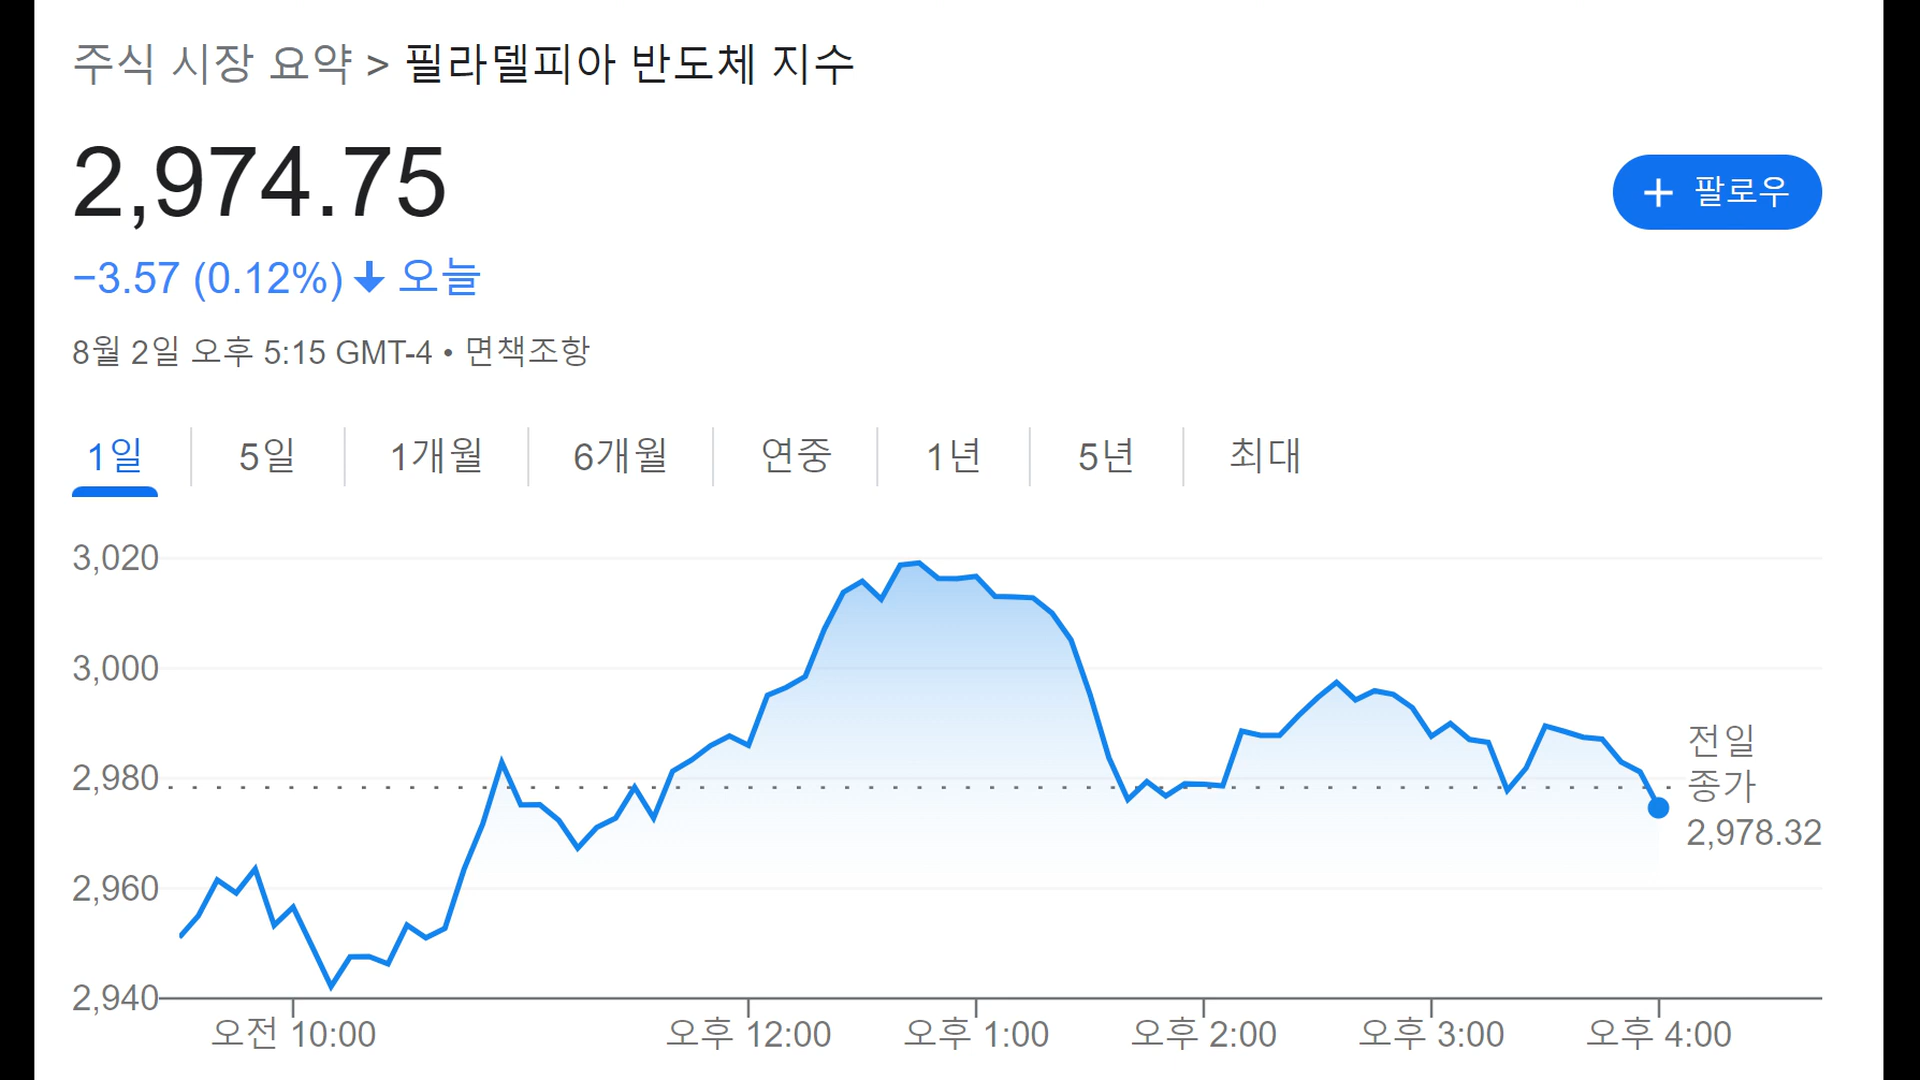 주식 시장 요약 > 필라델피아 반도체 지수
2,974.75
+ 팔로우
−3.57 (0.12%) ↓ 오늘
8월 2일 오후 5:15 GMT-4 • 면책조항
1일 5일 1개월 6개월 연중 1년 5년 최대
3,020
3,000
2,980
2,960
2,940
전일
종가
2,978.32
오전 10:00 오후 12:00 오후 1:00 오후 2:00 오후 3:00 오후 4:00